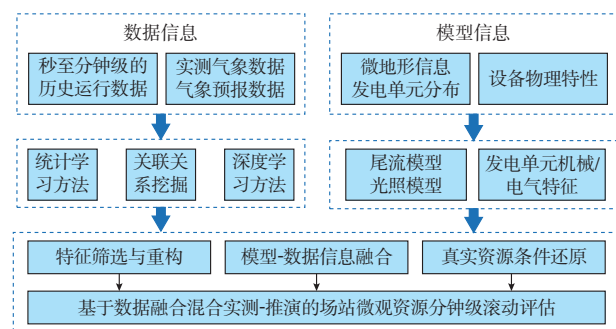 数据信息
秒至分钟级的
历史运行数据
实测气象数据
气象预报数据
统计学
习方法
关联关
系挖掘
深度学
习方法
模型信息
微地形信息
发电单元分布
设备物理特性
尾流模型
光照模型
发电单元机械/
电气特征
特征筛选与重构
模型-数据信息融合
真实资源条件还原
基于数据融合混合实测-推演的场站微观资源分钟级滚动评估